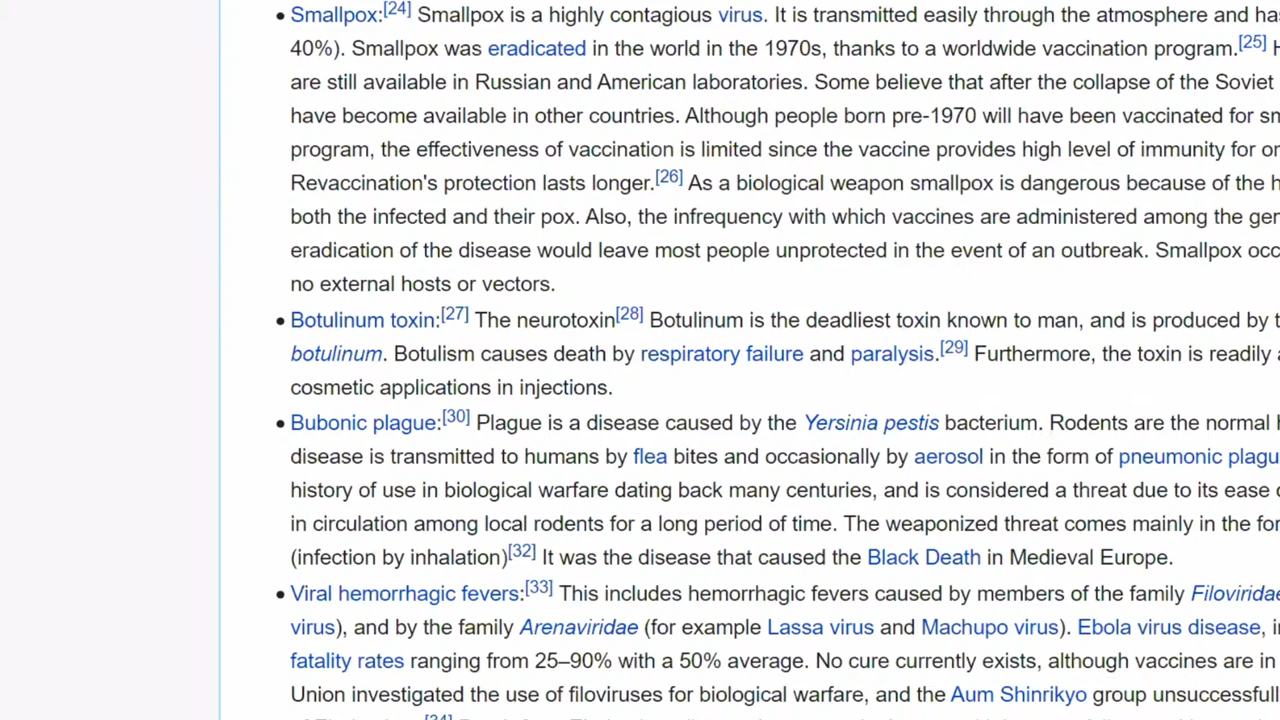 • Smallpox:[24] Smallpox is a highly contagious virus. It is transmitted easily through the atmosphere and ha
40%). Smallpox was eradicated in the world in the 1970s, thanks to a worldwide vaccination program.[25] H
are still available in Russian and American laboratories. Some believe that after the collapse of the Soviet
have become available in other countries. Although people born pre-1970 will have been vaccinated for sm
program, the effectiveness of vaccination is limited since the vaccine provides high level of immunity for on
Revaccination's protection lasts longer.[26] As a biological weapon smallpox is dangerous because of the h
both the infected and their pox. Also, the infrequency with which vaccines are administered among the gen
eradication of the disease would leave most people unprotected in the event of an outbreak. Smallpox occ
no external hosts or vectors.
• Botulinum toxin:[27] The neurotoxin[28] Botulinum is the deadliest toxin known to man, and is produced by t
botulinum. Botulism causes death by respiratory failure and paralysis.[29] Furthermore, the toxin is readily a
cosmetic applications in injections.
• Bubonic plague:[30] Plague is a disease caused by the Yersinia pestis bacterium. Rodents are the normal h
disease is transmitted to humans by flea bites and occasionally by aerosol in the form of pneumonic plagu
history of use in biological warfare dating back many centuries, and is considered a threat due to its ease o
in circulation among local rodents for a long period of time. The weaponized threat comes mainly in the for
(infection by inhalation)[32] It was the disease that caused the Black Death in Medieval Europe.
• Viral hemorrhagic fevers:[33] This includes hemorrhagic fevers caused by members of the family Filoviridae
virus), and by the family Arenaviridae (for example Lassa virus and Machupo virus). Ebola virus disease, i
fatality rates ranging from 25–90% with a 50% average. No cure currently exists, although vaccines are in
Union investigated the use of filoviruses for biological warfare, and the Aum Shinrikyo group unsuccessfull
[34]